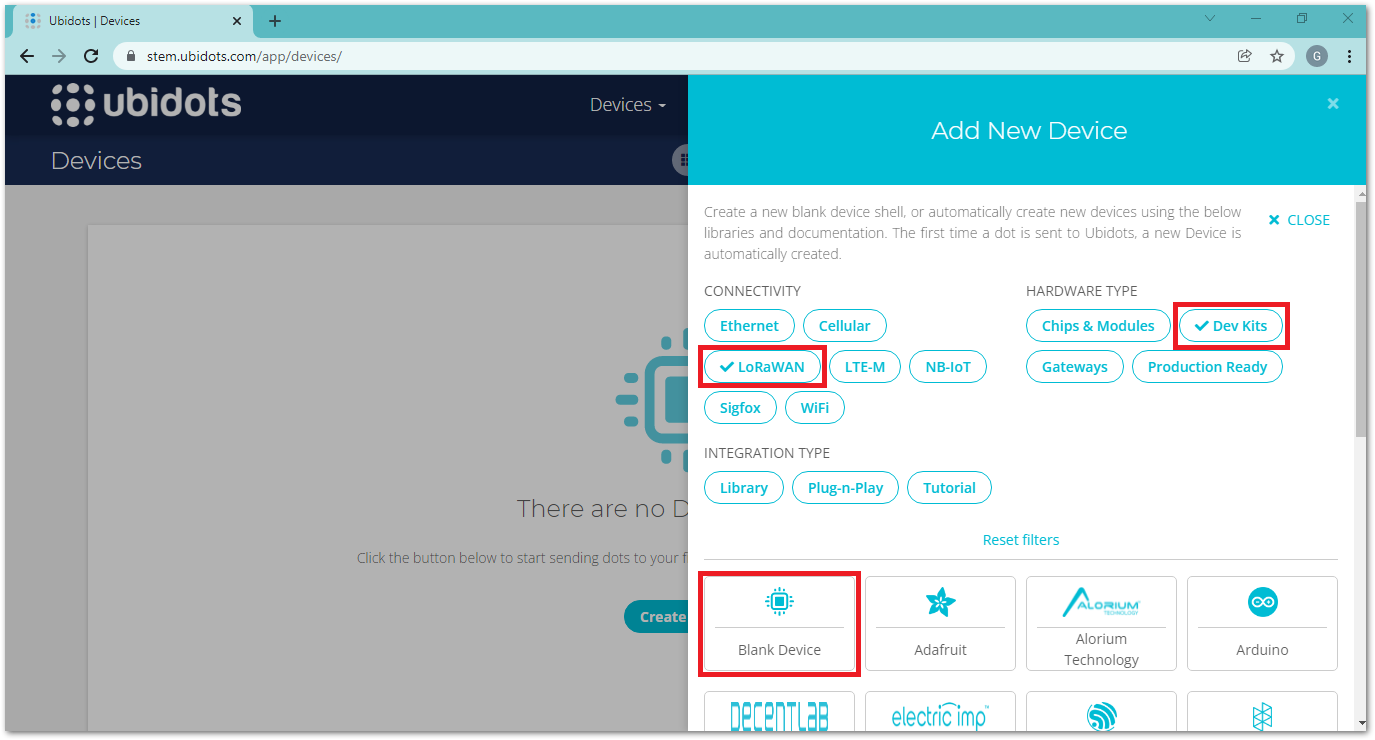 Ubidots | Devices
stem.ubidots.com/app/devices/
G
ubidots
Devices
Devices
There are no D
Click the button below to start sending dots to your f
Create
Add New Device
Create a new blank device shell, or automatically create new devices using the below
libraries and documentation. The first time a dot is sent to Ubidots, a new Device is
automatically created.
CLOSE
CONNECTIVITY
Ethernet
Cellular
LoRaWAN
LTE-M
NB-IoT
Sigfox
WiFi
HARDWARE TYPE
Chips & Modules
Dev Kits
Gateways
Production Ready
INTEGRATION TYPE
Library
Plug-n-Play
Tutorial
Reset filters
Blank Device
Adafruit
ALORIUM
TECHNOLOGY
Alorium
Technology
Arduino
DECENTLAB
electric imp™